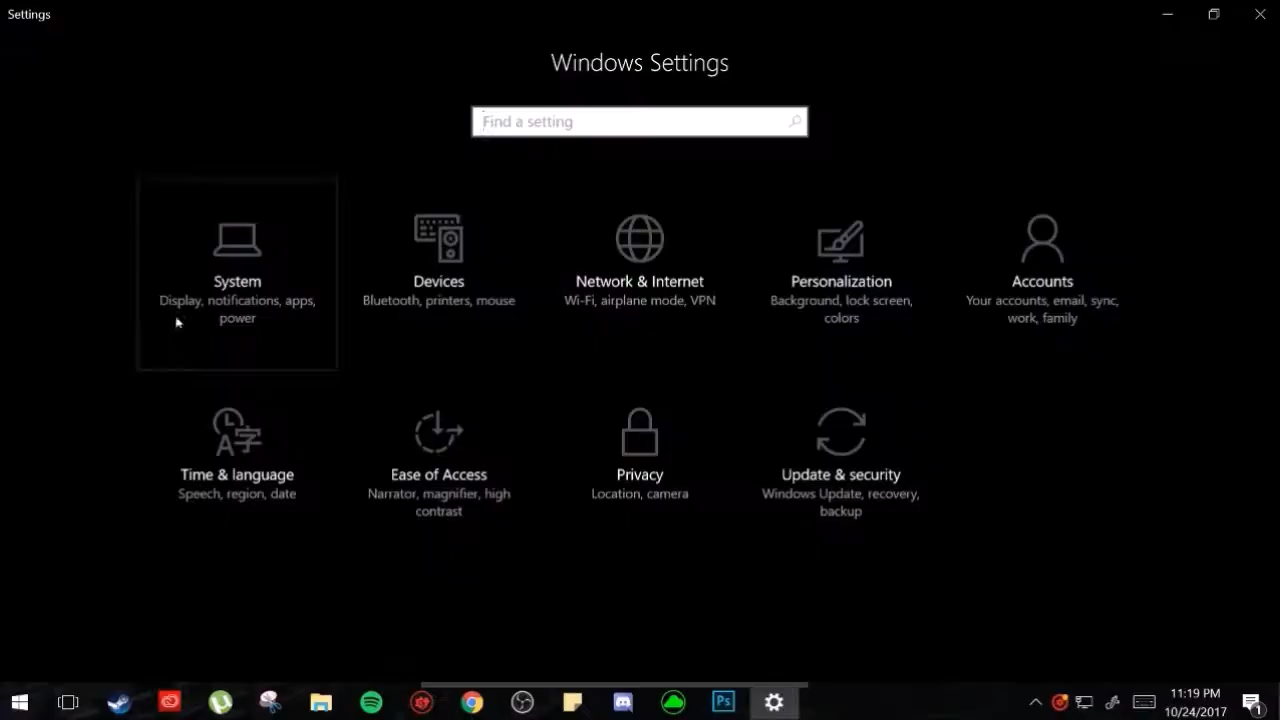 Settings
Windows Settings
Find a setting
System
Display, notifications, apps,
power
Devices
Bluetooth, printers, mouse
Network & Internet
Wi-Fi, airplane mode, VPN
Personalization
Background, lock screen,
colors
Accounts
Your accounts, email, sync,
work, family
Time & language
Speech, region, date
Ease of Access
Narrator, magnifier, high
contrast
Privacy
Location, camera
Update & security
Windows Update, recovery,
backup
Ps
11:19 PM
10/24/2017
1